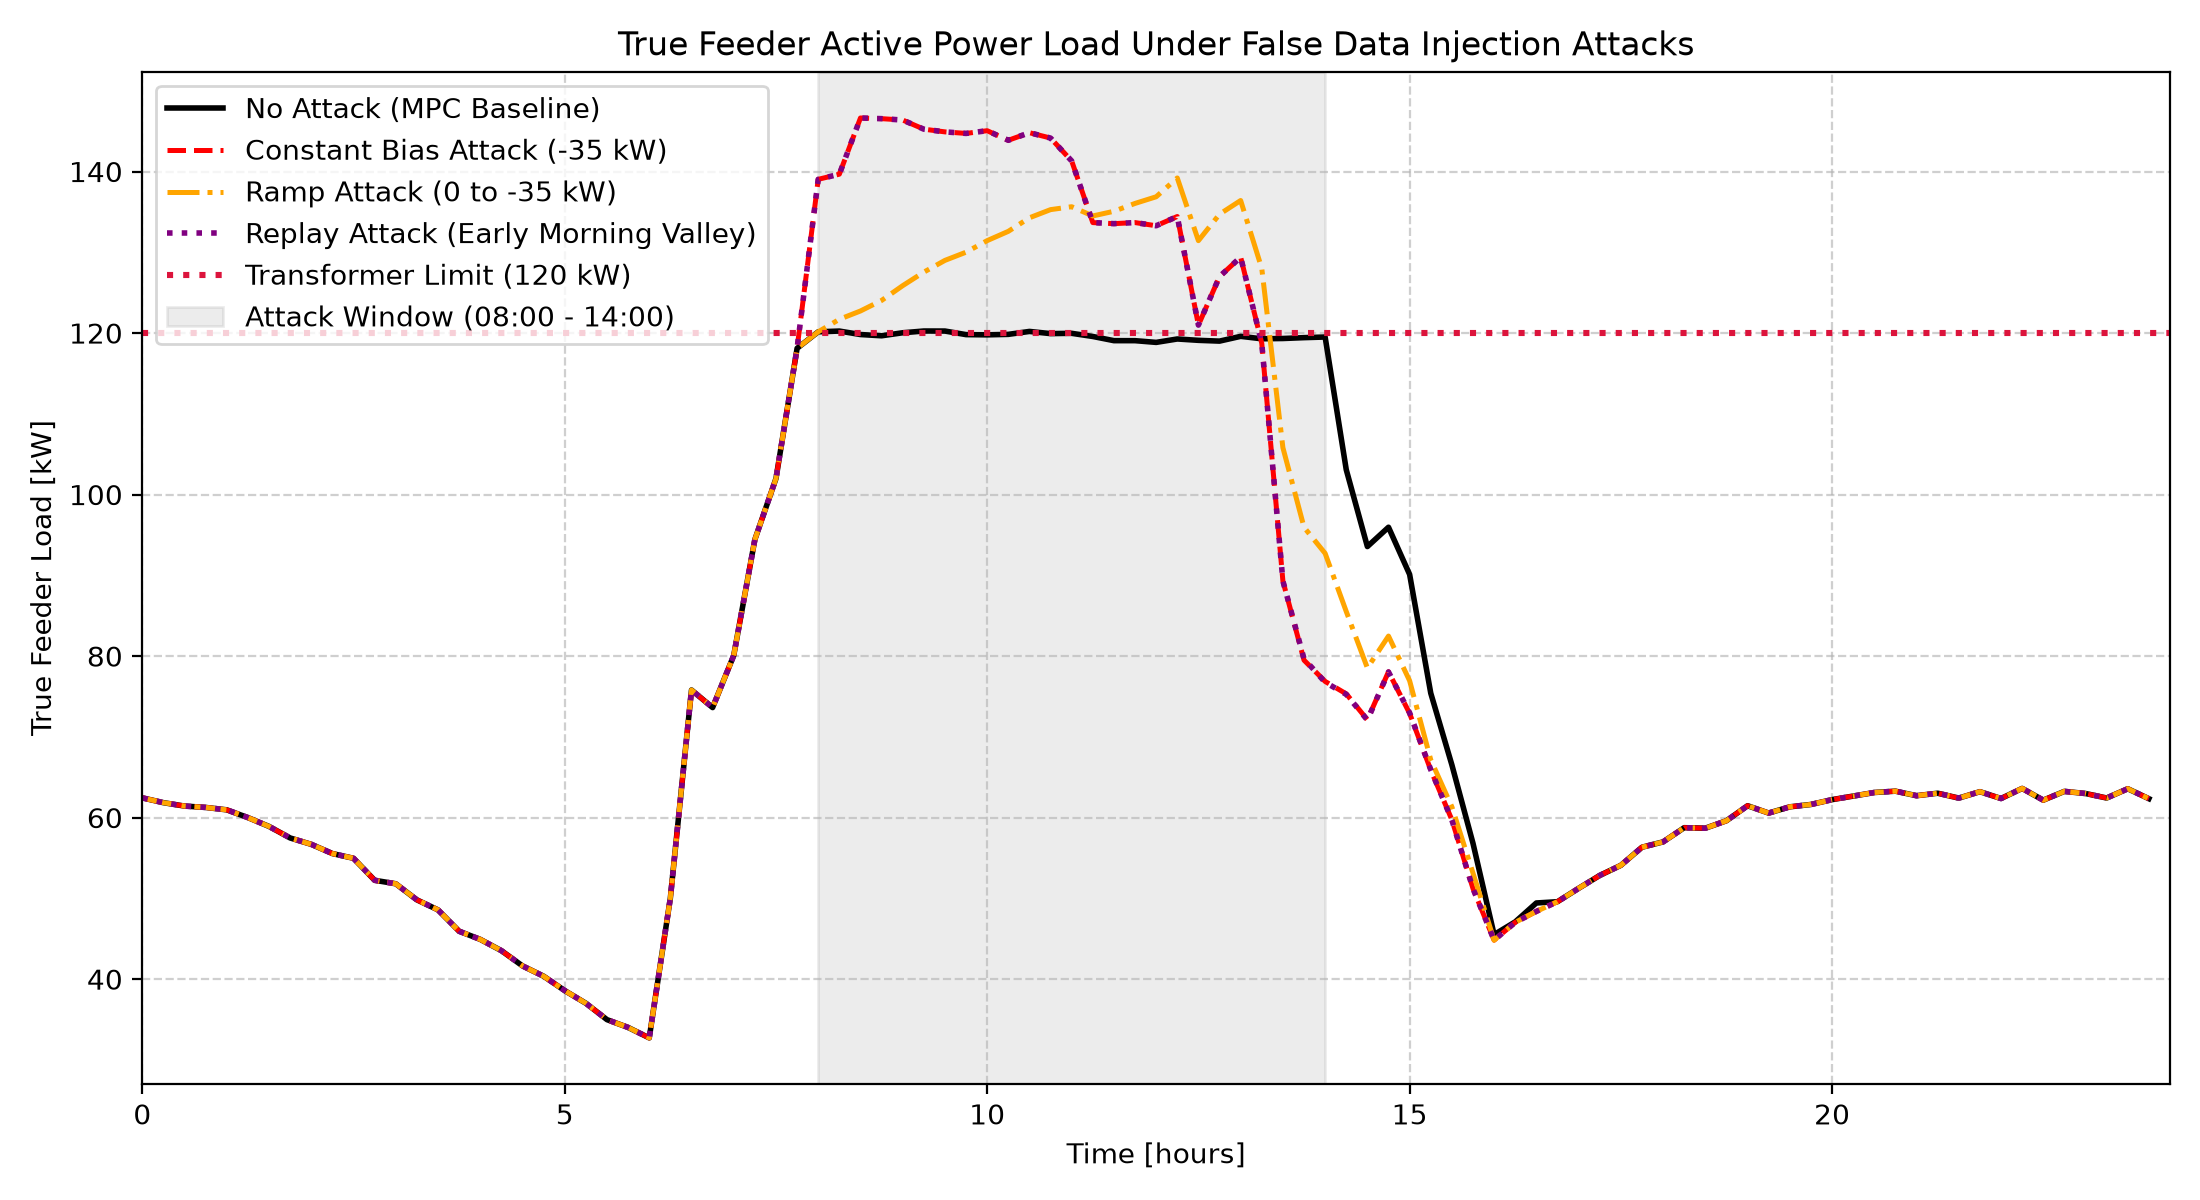 True Feeder Active Power Load Under False Data Injection Attacks
No Attack (MPC Baseline)
Constant Bias Attack (-35 kW)
Ramp Attack (0 to -35 kW)
Replay Attack (Early Morning Valley)
Transformer Limit (120 kW)
Attack Window (08:00 - 14:00)
True Feeder Load [kW]
140
120
100
80
60
40
0
5
10
15
20
Time [hours]